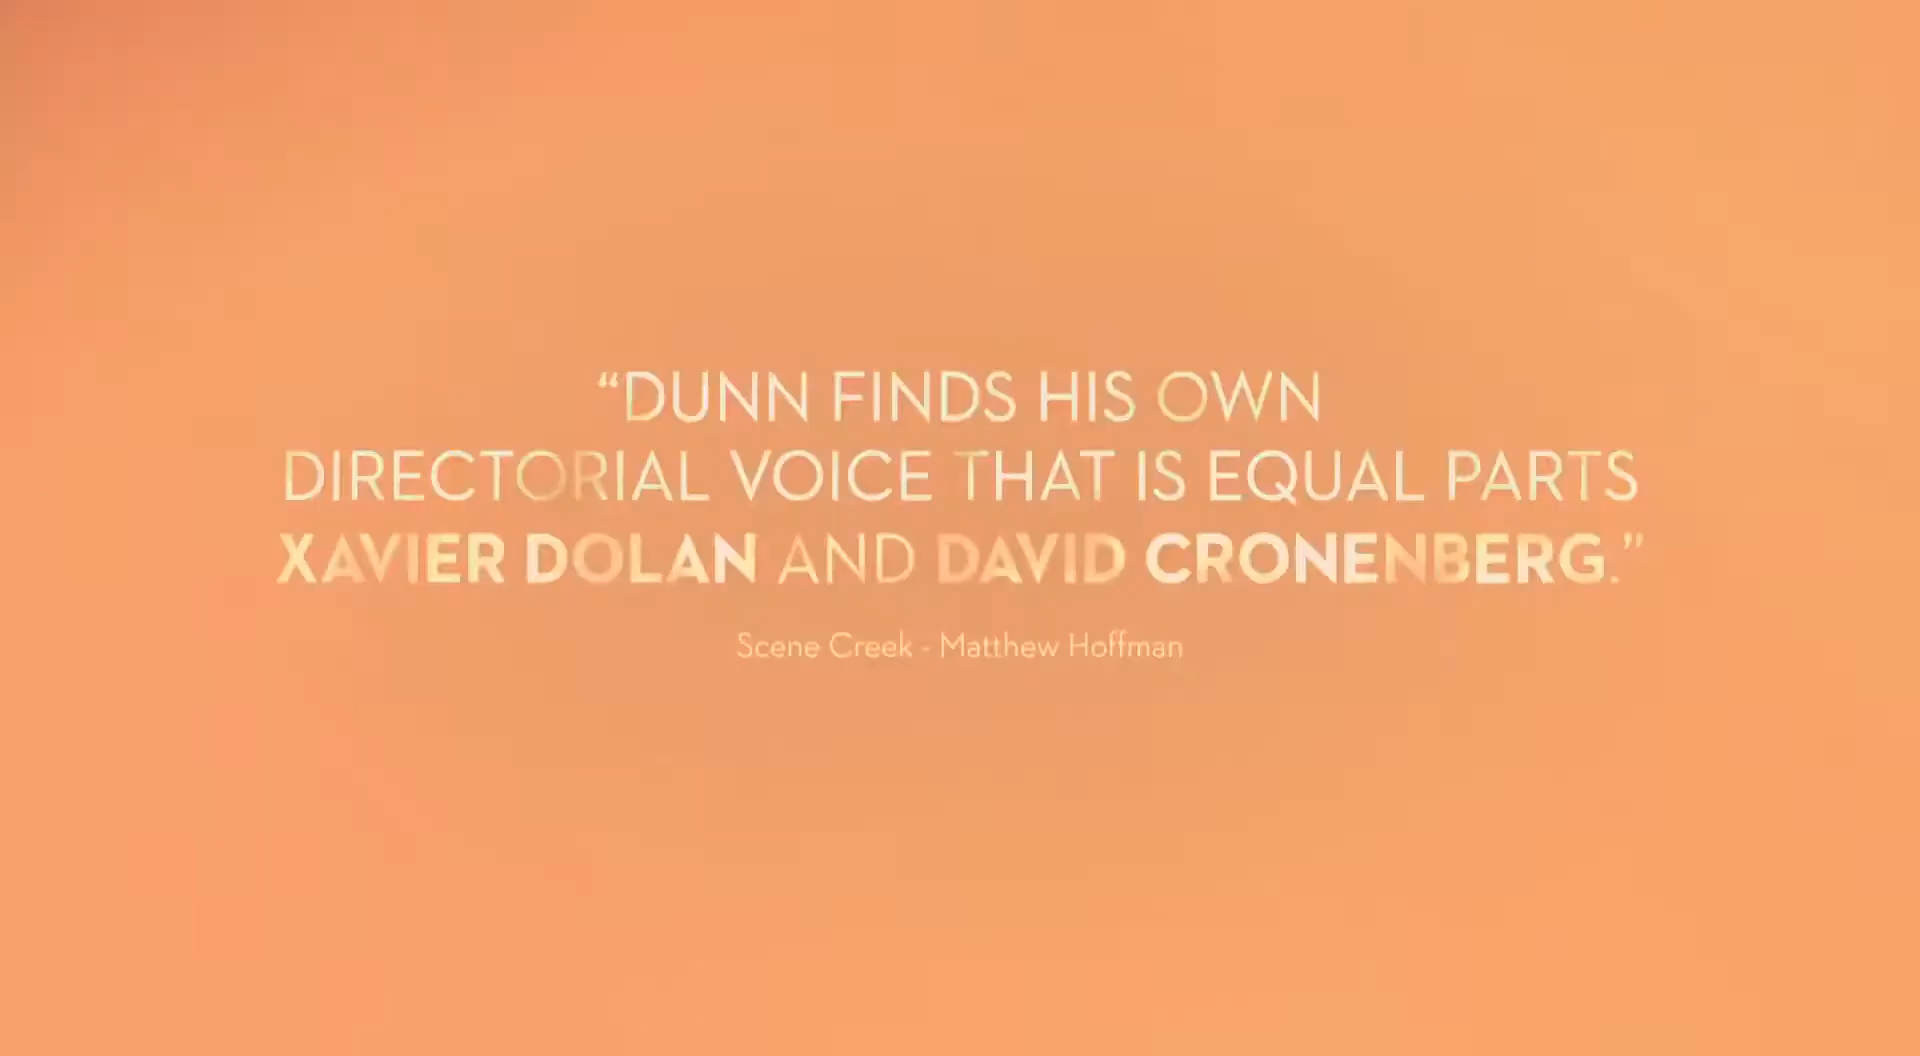 “DUNN FINDS HIS OWN
DIRECTORIAL VOICE THAT IS EQUAL PARTS
XAVIER DOLAN AND DAVID CRONENBERG.”
Scene Creek - Matthew Hoffman